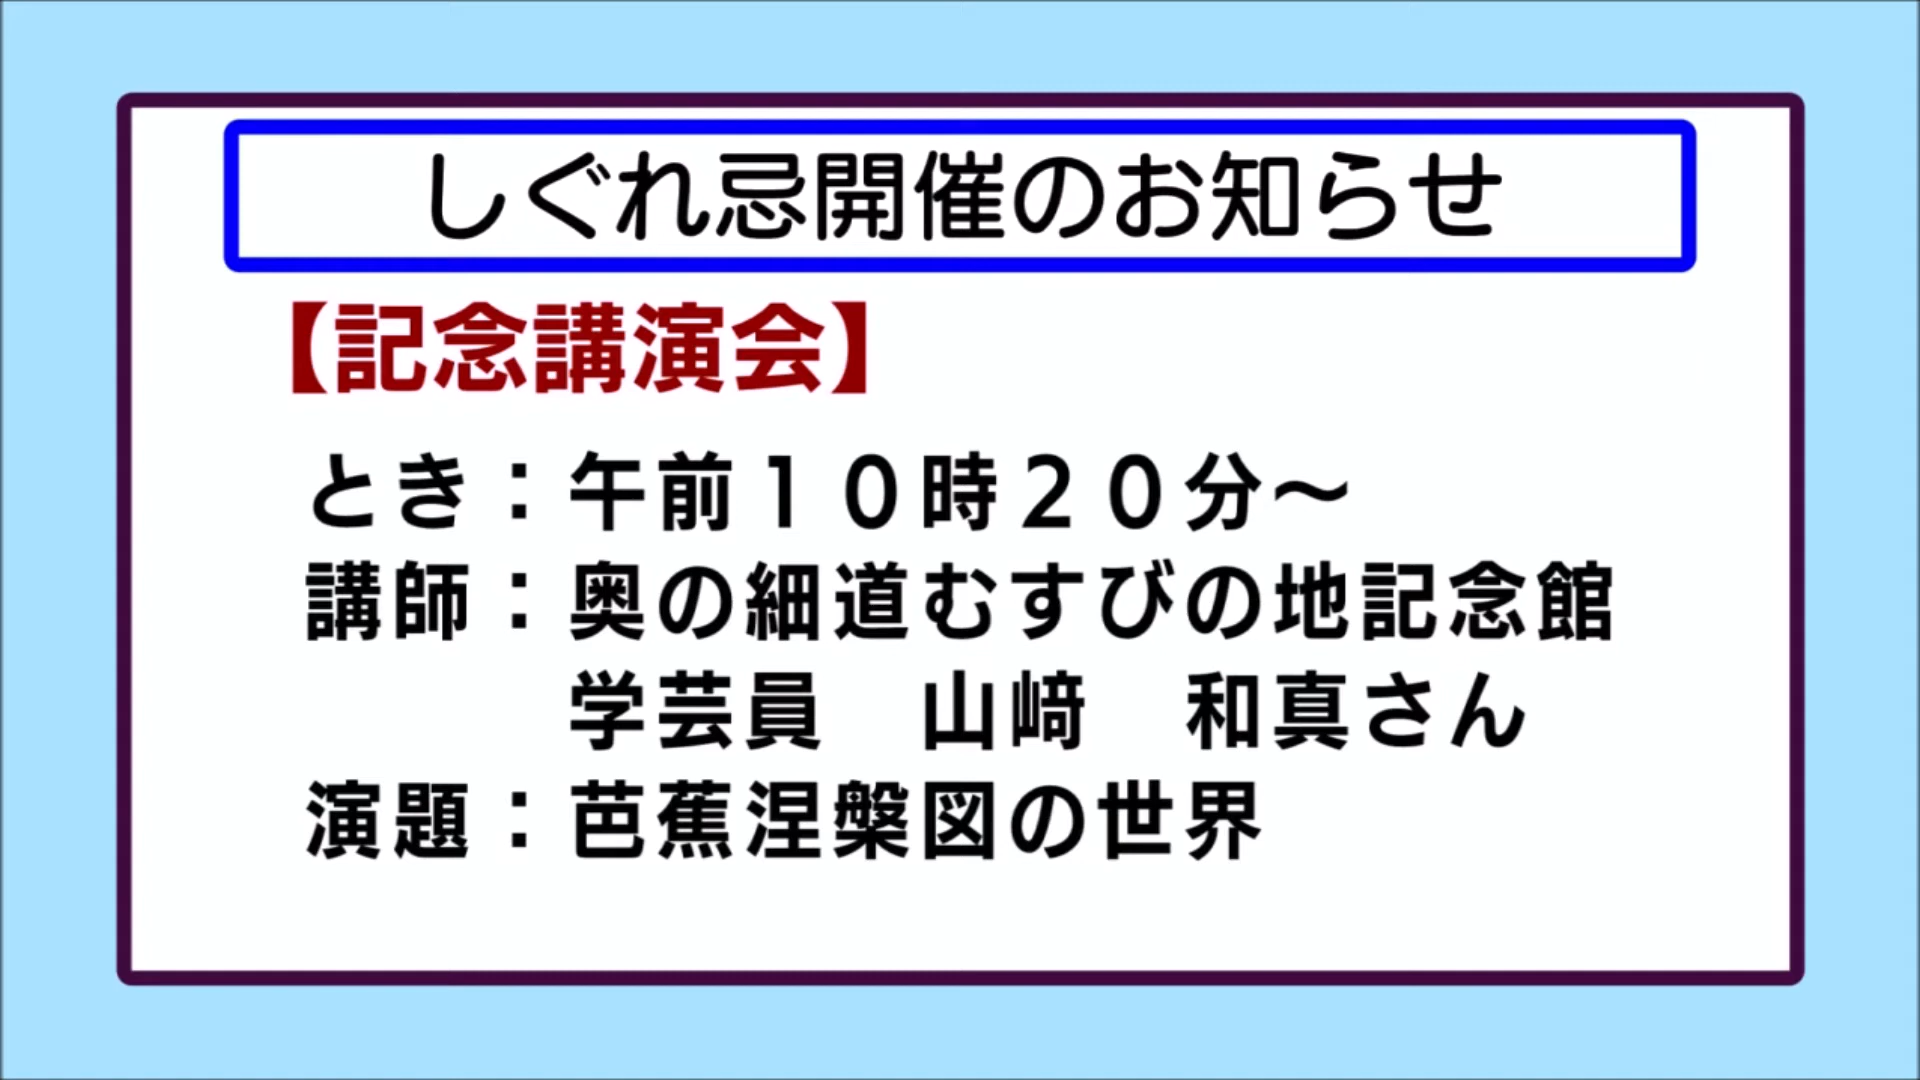 しぐれ忌開催のお知らせ
【記念講演会】
とき：午前１０時２０分～
講師：奥の細道むすびの地記念館
学芸員　山﨑　和真さん
演題：芭蕉涅槃図の世界